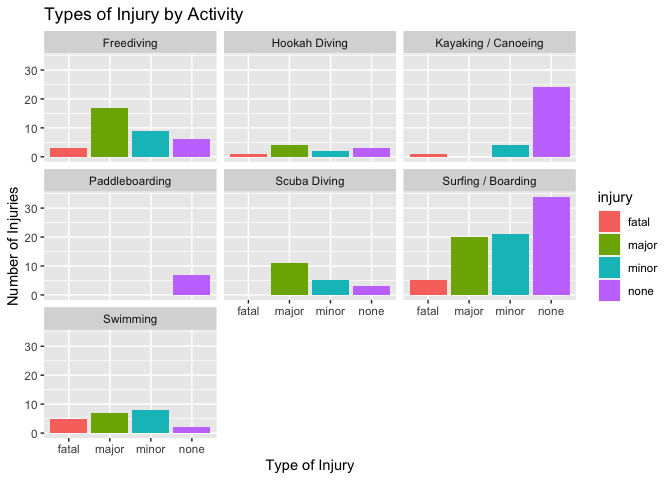 Types of Injury by Activity
Freediving
Hookah Diving
Kayaking / Canoeing
30
20
10
0
Paddleboarding
Scuba Diving
Surfing / Boarding
30
20
10
0
fatal major minor none
fatal major minor none
Swimming
30
20
10
0
fatal major minor none
Number of Injuries
Type of Injury
injury
fatal
major
minor
none